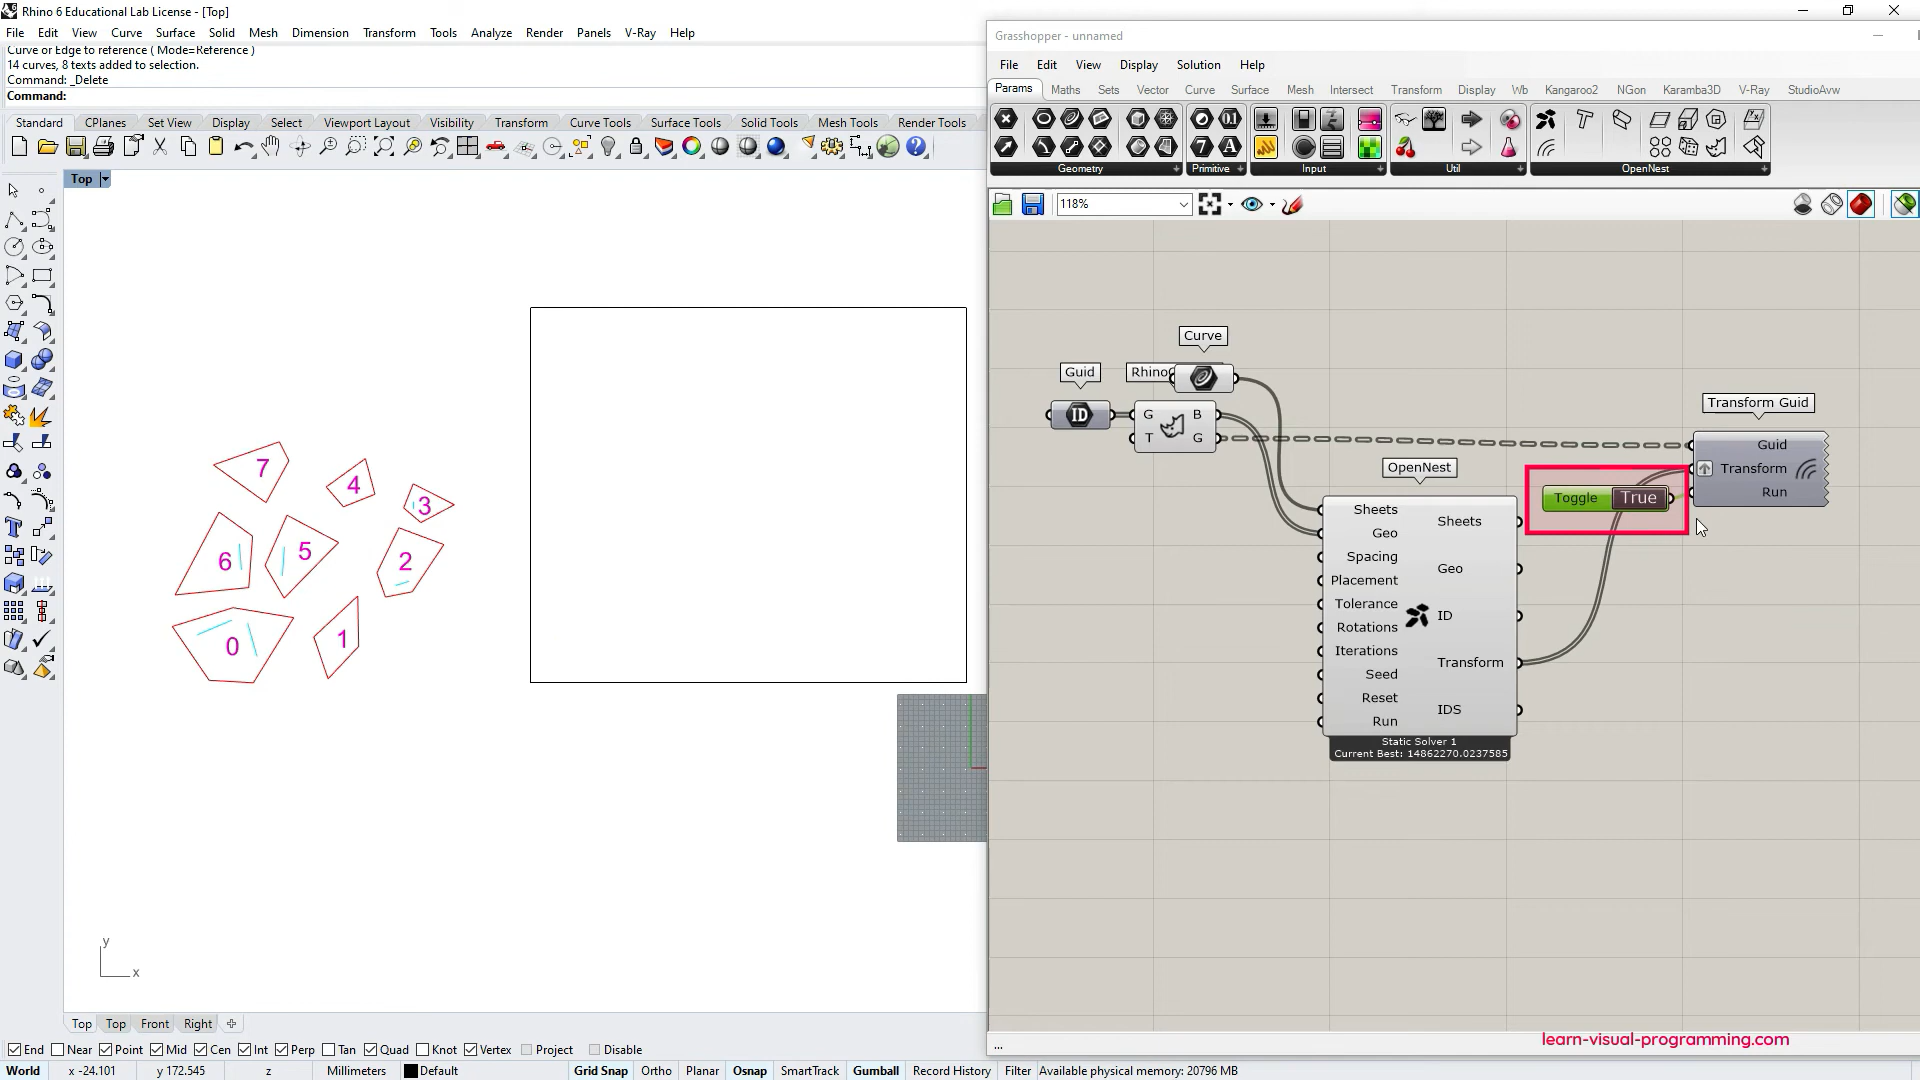 Rhino 6 Educational Lab License - [Top]
File Edit View Curve Surface Solid Mesh Dimension Transform Tools Analyze Render Panels V-Ray Help
Curve or Edge to reference ( Mode=Reference )
14 curves, 8 texts added to selection.
Command: _Delete
Command:
Standard CPlanes Set View Display Select Viewport Layout Visibility Transform Curve Tools Surface Tools Solid Tools Mesh Tools Render Tools
Top
7
4
3
6
5
2
0
1
y
x
Top Top Front Right
End Near Point Mid Cen Int Perp Tan Quad Knot Vertex Project Disable
World x -24.101 y 172.545 z Millimeters Default Grid Snap Ortho Planar Osnap SmartTrack Gumball Record History Filter Available physical memory: 20796 MB
Grasshopper - unnamed
File Edit View Display Solution Help
Params Maths Sets Vector Curve Surface Mesh Intersect Transform Display Wb Kangaroo2 NGon Karamba3D V-Ray StudioAvw
Geometry Primitive Input Util OpenNest
118%
Curve
Guid
Rhino
ID
G B
T G
Transform Guid
Guid
Transform
Run
Toggle True
OpenNest
Sheets
Geo
Spacing
Placement
Tolerance
Rotations
Iterations
Seed
Reset
Run
Sheets
Geo
ID
Transform
IDS
Static Solver 1
Current Best: 14862270.0237585
learn-visual-programming.com
...